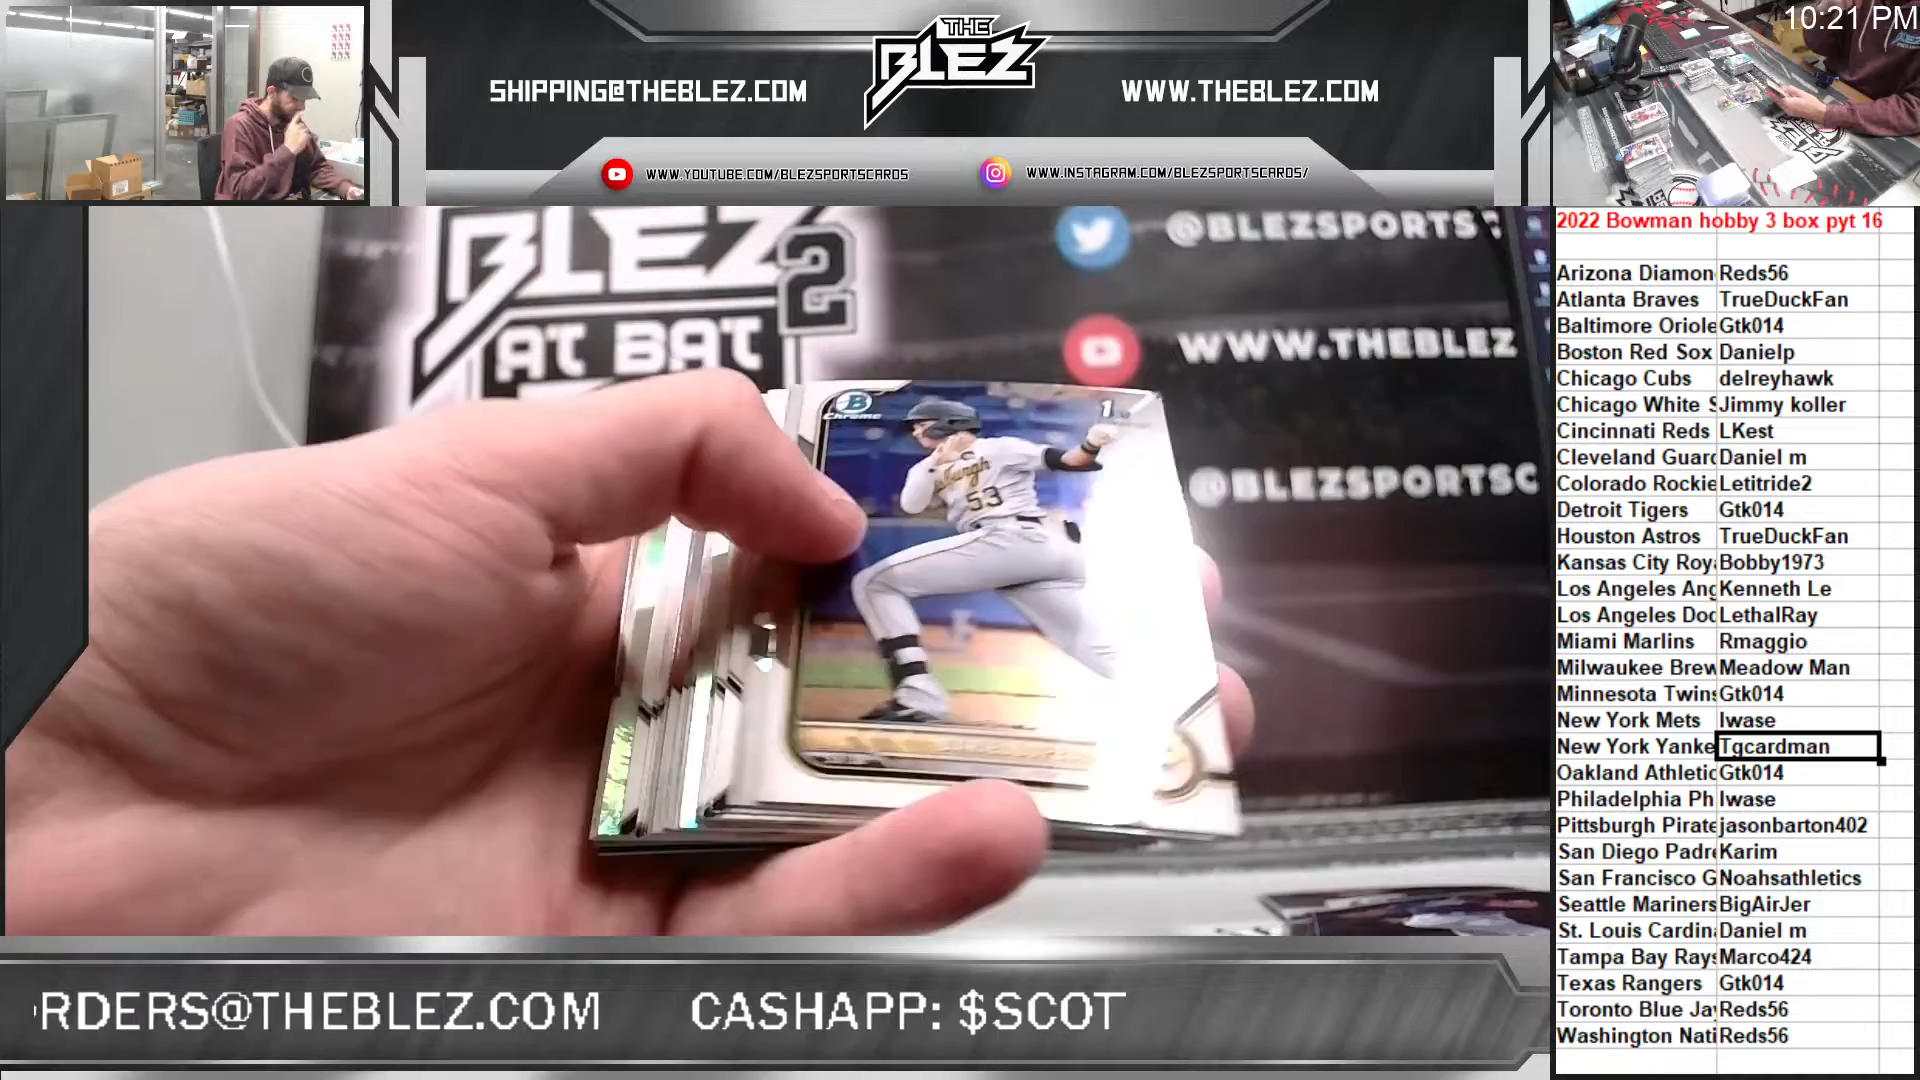 10:21 PM
THE
BLEZ
SHIPPING@THEBLEZ.COM
WWW.THEBLEZ.COM
WWW.YOUTUBE.COM/BLEZSPORTSCARDS
WWW.INSTAGRAM.COM/BLEZSPORTSCARDS/
BLEZ
2
AT BAT
@BLEZSPORTS
WWW.THEBLEZ
@BLEZSPORTSC
B
Chrome
1
53
2022 Bowman hobby 3 box pyt 16
Arizona Diamon Reds56
Atlanta Braves TrueDuckFan
Baltimore Oriole Gtk014
Boston Red Sox Danielp
Chicago Cubs delreyhawk
Chicago White S Jimmy koller
Cincinnati Reds LKest
Cleveland Guard Daniel m
Colorado Rockie Letitride2
Detroit Tigers Gtk014
Houston Astros TrueDuckFan
Kansas City Roya Bobby1973
Los Angeles Ang Kenneth Le
Los Angeles Dod LethalRay
Miami Marlins Rmaggio
Milwaukee Brew Meadow Man
Minnesota Twins Gtk014
New York Mets Iwase
New York Yanke Tgcardman
Oakland Athletic Gtk014
Philadelphia Ph Iwase
Pittsburgh Pirate jasonbarton402
San Diego Padre Karim
San Francisco G Noahsathletics
Seattle Mariners BigAirJer
St. Louis Cardina Daniel m
Tampa Bay Rays Marco424
Texas Rangers Gtk014
Toronto Blue Jay Reds56
Washington Nati Reds56
RDERS@THEBLEZ.COM CASHAPP: $SCOT